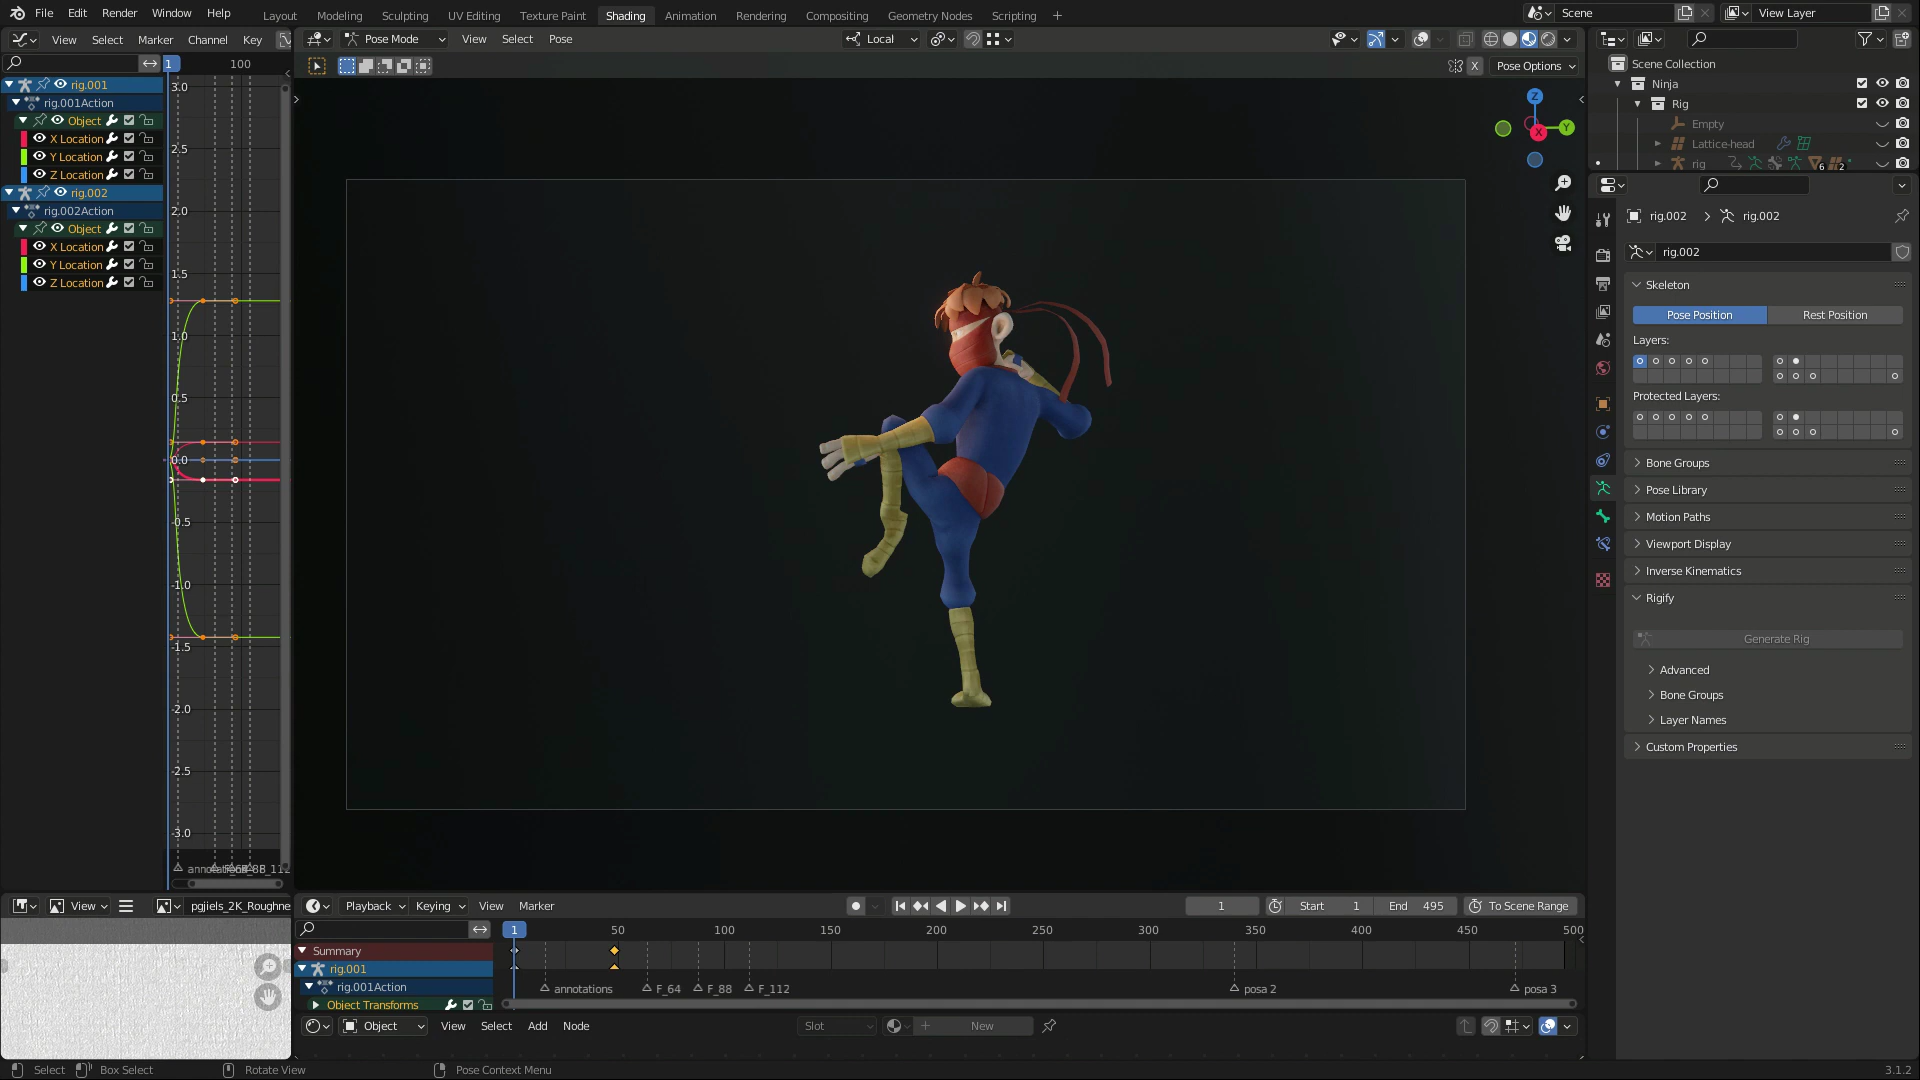 File Edit Render Window Help Layout Modeling Sculpting UV Editing Texture Paint Shading Animation Rendering Compositing Geometry Nodes Scripting + Scene View Layer
View Select Marker Channel Key Pose Mode View Select Pose Local
1 100 X Pose Options
rig.001
rig.001Action
Object
X Location
Y Location
Z Location
rig.002
rig.002Action
Object
X Location
Y Location
Z Location
3.0
2.5
2.0
1.5
1.0
0.5
0.0
-0.5
-1.0
-1.5
-2.0
-2.5
-3.0
Z
Y
X
Scene Collection
Ninja
Rig
Empty
Lattice-head
rig 6 2
rig.002 rig.002
rig.002
Skeleton
Pose Position Rest Position
Layers:
Protected Layers:
Bone Groups
Pose Library
Motion Paths
Viewport Display
Inverse Kinematics
Rigify
Generate Rig
Advanced
Bone Groups
Layer Names
Custom Properties
View pgjiels_2K_Roughne
Playback Keying View Marker 1 Start 1 End 495 To Scene Range
1 50 100 150 200 250 300 350 400 450 500
Summary
rig.001
rig.001Action
Object Transforms
annotations F_64 F_88 F_112 posa 2 posa 3
Object View Select Add Node Slot New
Select Box Select Rotate View Pose Context Menu 3.1.2